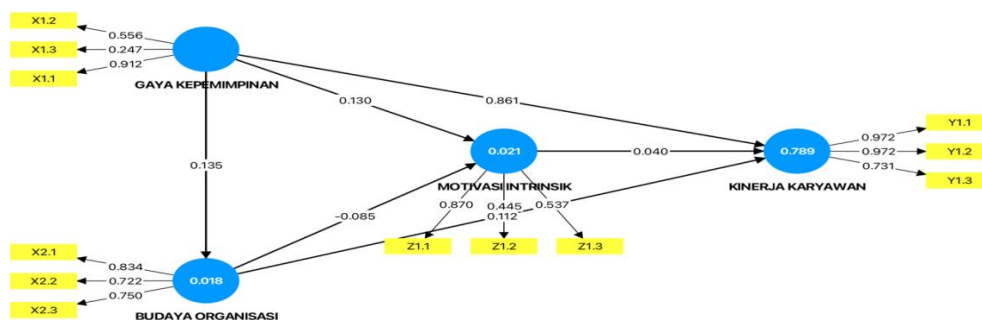 X1.2
0.556
X1.3
0.247
X1.1
0.912
GAYA KEPEMIMPINAN
0.130
0.861
0.135
Y1.1
0.972
0.021
0.040
0.789
0.972
Y1.2
0.731
MOTIVASI INTRINSIK
KINERJA KARYAWAN
Y1.3
-0.085
0.870
0.445
0.537
0.112
Z1.1
Z1.2
Z1.3
X2.1
0.834
X2.2
0.722
0.018
X2.3
0.750
BUDAYA ORGANISASI